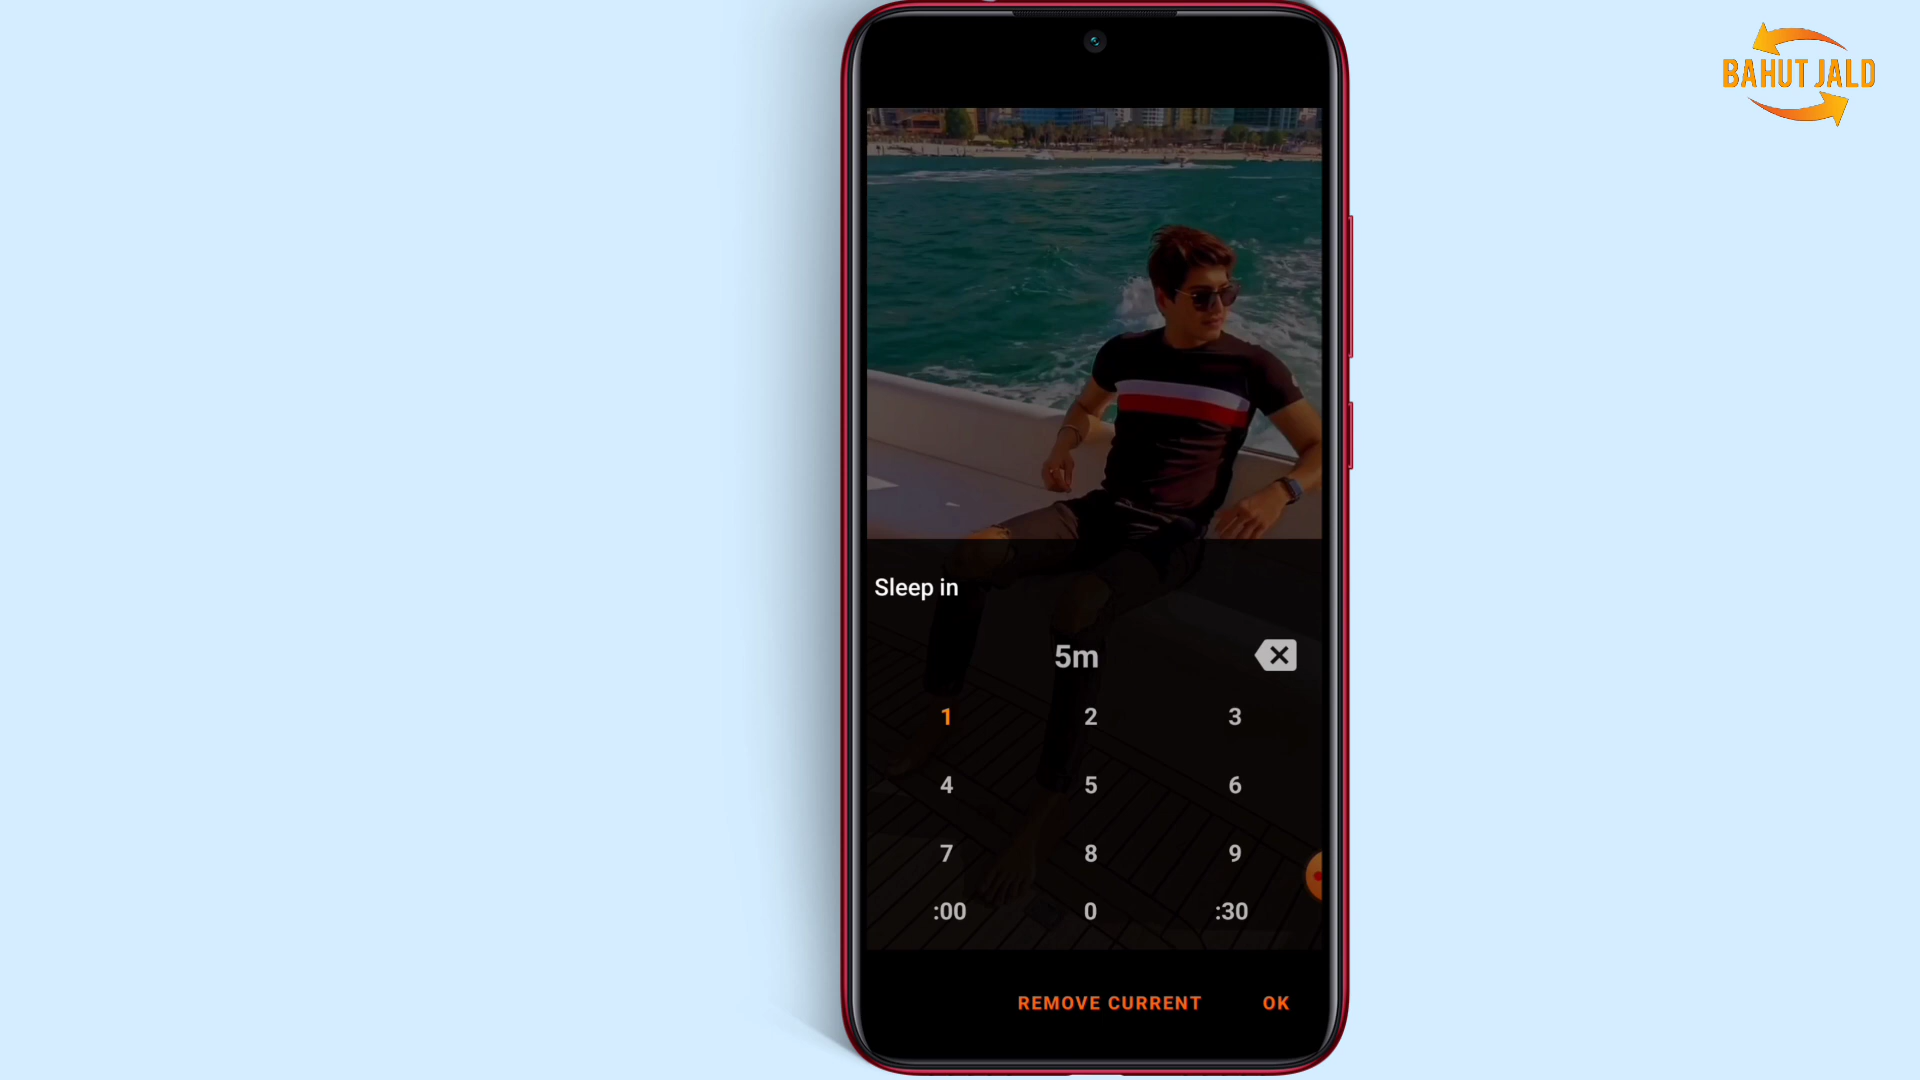 BAHUT JALD
Sleep in
5m
1 2 3
4 5 6
7 8 9
:00 0 :30
REMOVE CURRENT OK